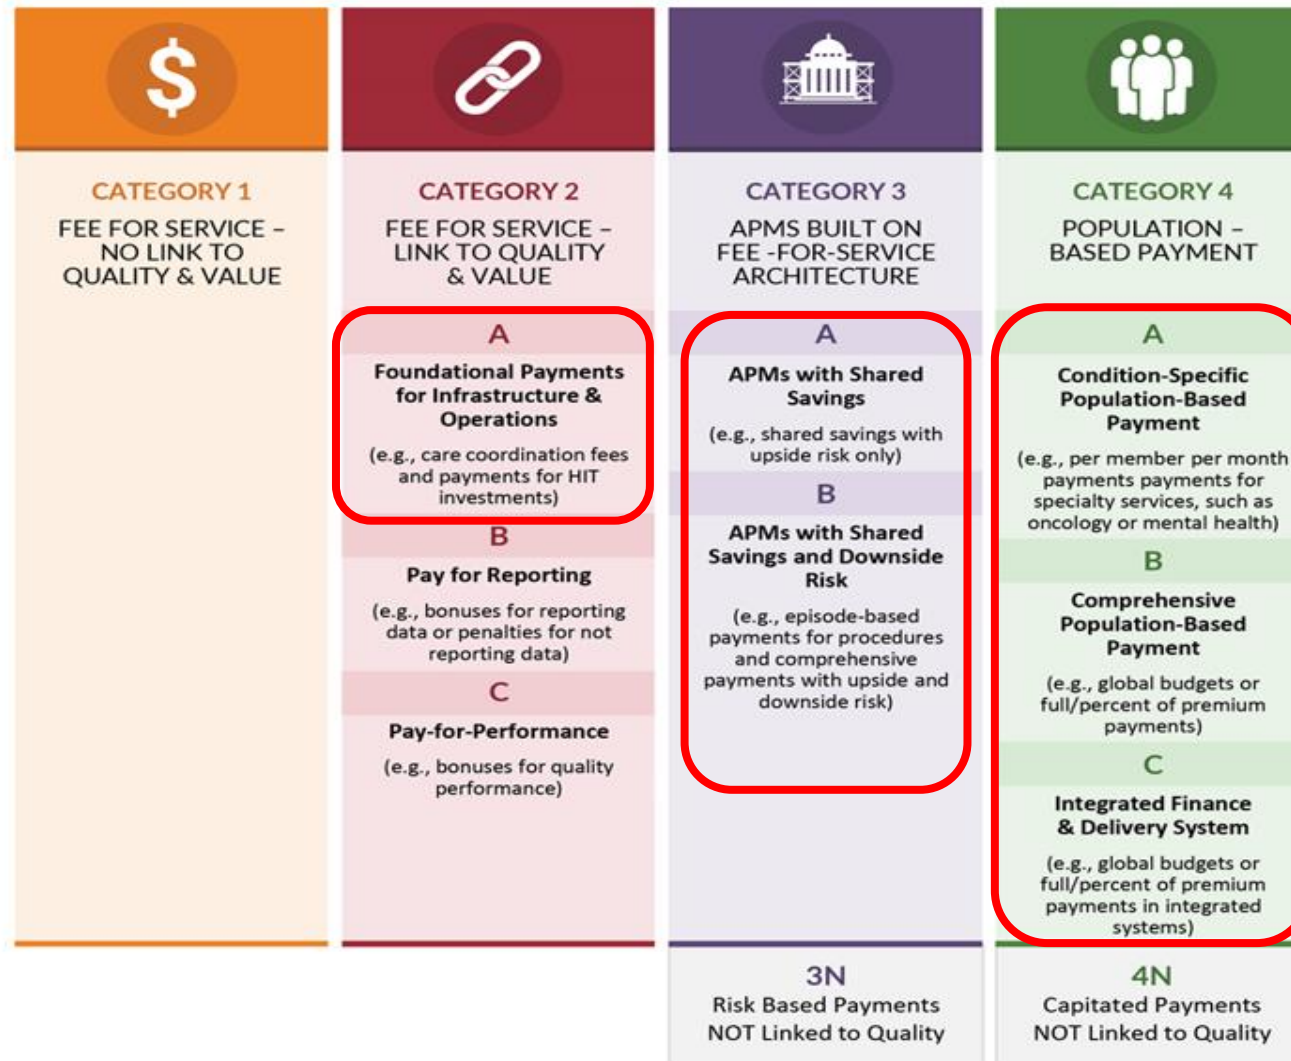 $
CATEGORY 1
FEE FOR SERVICE –
NO LINK TO
QUALITY & VALUE
CATEGORY 2
FEE FOR SERVICE –
LINK TO QUALITY
& VALUE
A
Foundational Payments
for Infrastructure &
Operations
(e.g., care coordination fees
and payments for HIT
investments)
B
Pay for Reporting
(e.g., bonuses for reporting
data or penalties for not
reporting data)
C
Pay-for-Performance
(e.g., bonuses for quality
performance)
CATEGORY 3
APMS BUILT ON
FEE -FOR-SERVICE
ARCHITECTURE
A
APMs with Shared
Savings
(e.g., shared savings with
upside risk only)
B
APMs with Shared
Savings and Downside
Risk
(e.g., episode-based
payments for procedures
and comprehensive
payments with upside and
downside risk)
3N
Risk Based Payments
NOT Linked to Quality
CATEGORY 4
POPULATION –
BASED PAYMENT
A
Condition-Specific
Population-Based
Payment
(e.g., per member per month
payments payments for
specialty services, such as
oncology or mental health)
B
Comprehensive
Population-Based
Payment
(e.g., global budgets or
full/percent of premium
payments)
C
Integrated Finance
& Delivery System
(e.g., global budgets or
full/percent of premium
payments in integrated
systems)
4N
Capitated Payments
NOT Linked to Quality